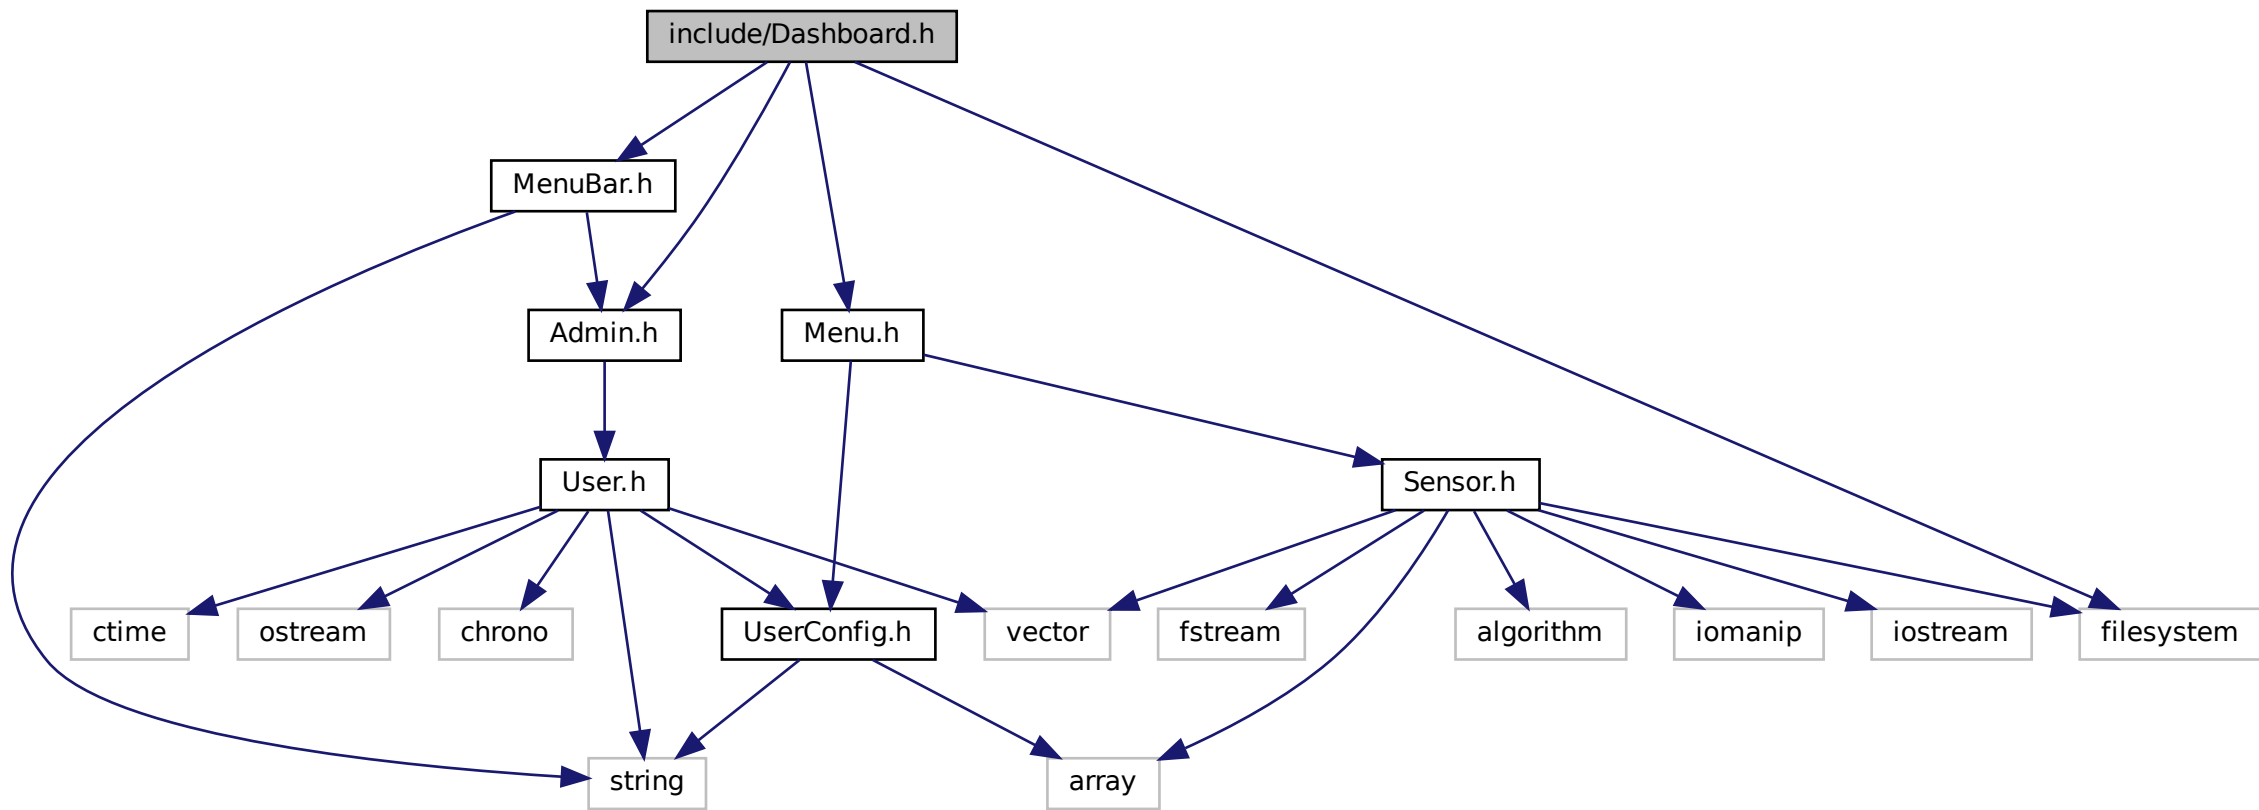 include/Dashboard.h
MenuBar.h
Admin.h
Menu.h
User.h
Sensor.h
ctime
ostream
chrono
UserConfig.h
vector
fstream
algorithm
iomanip
iostream
filesystem
string
array